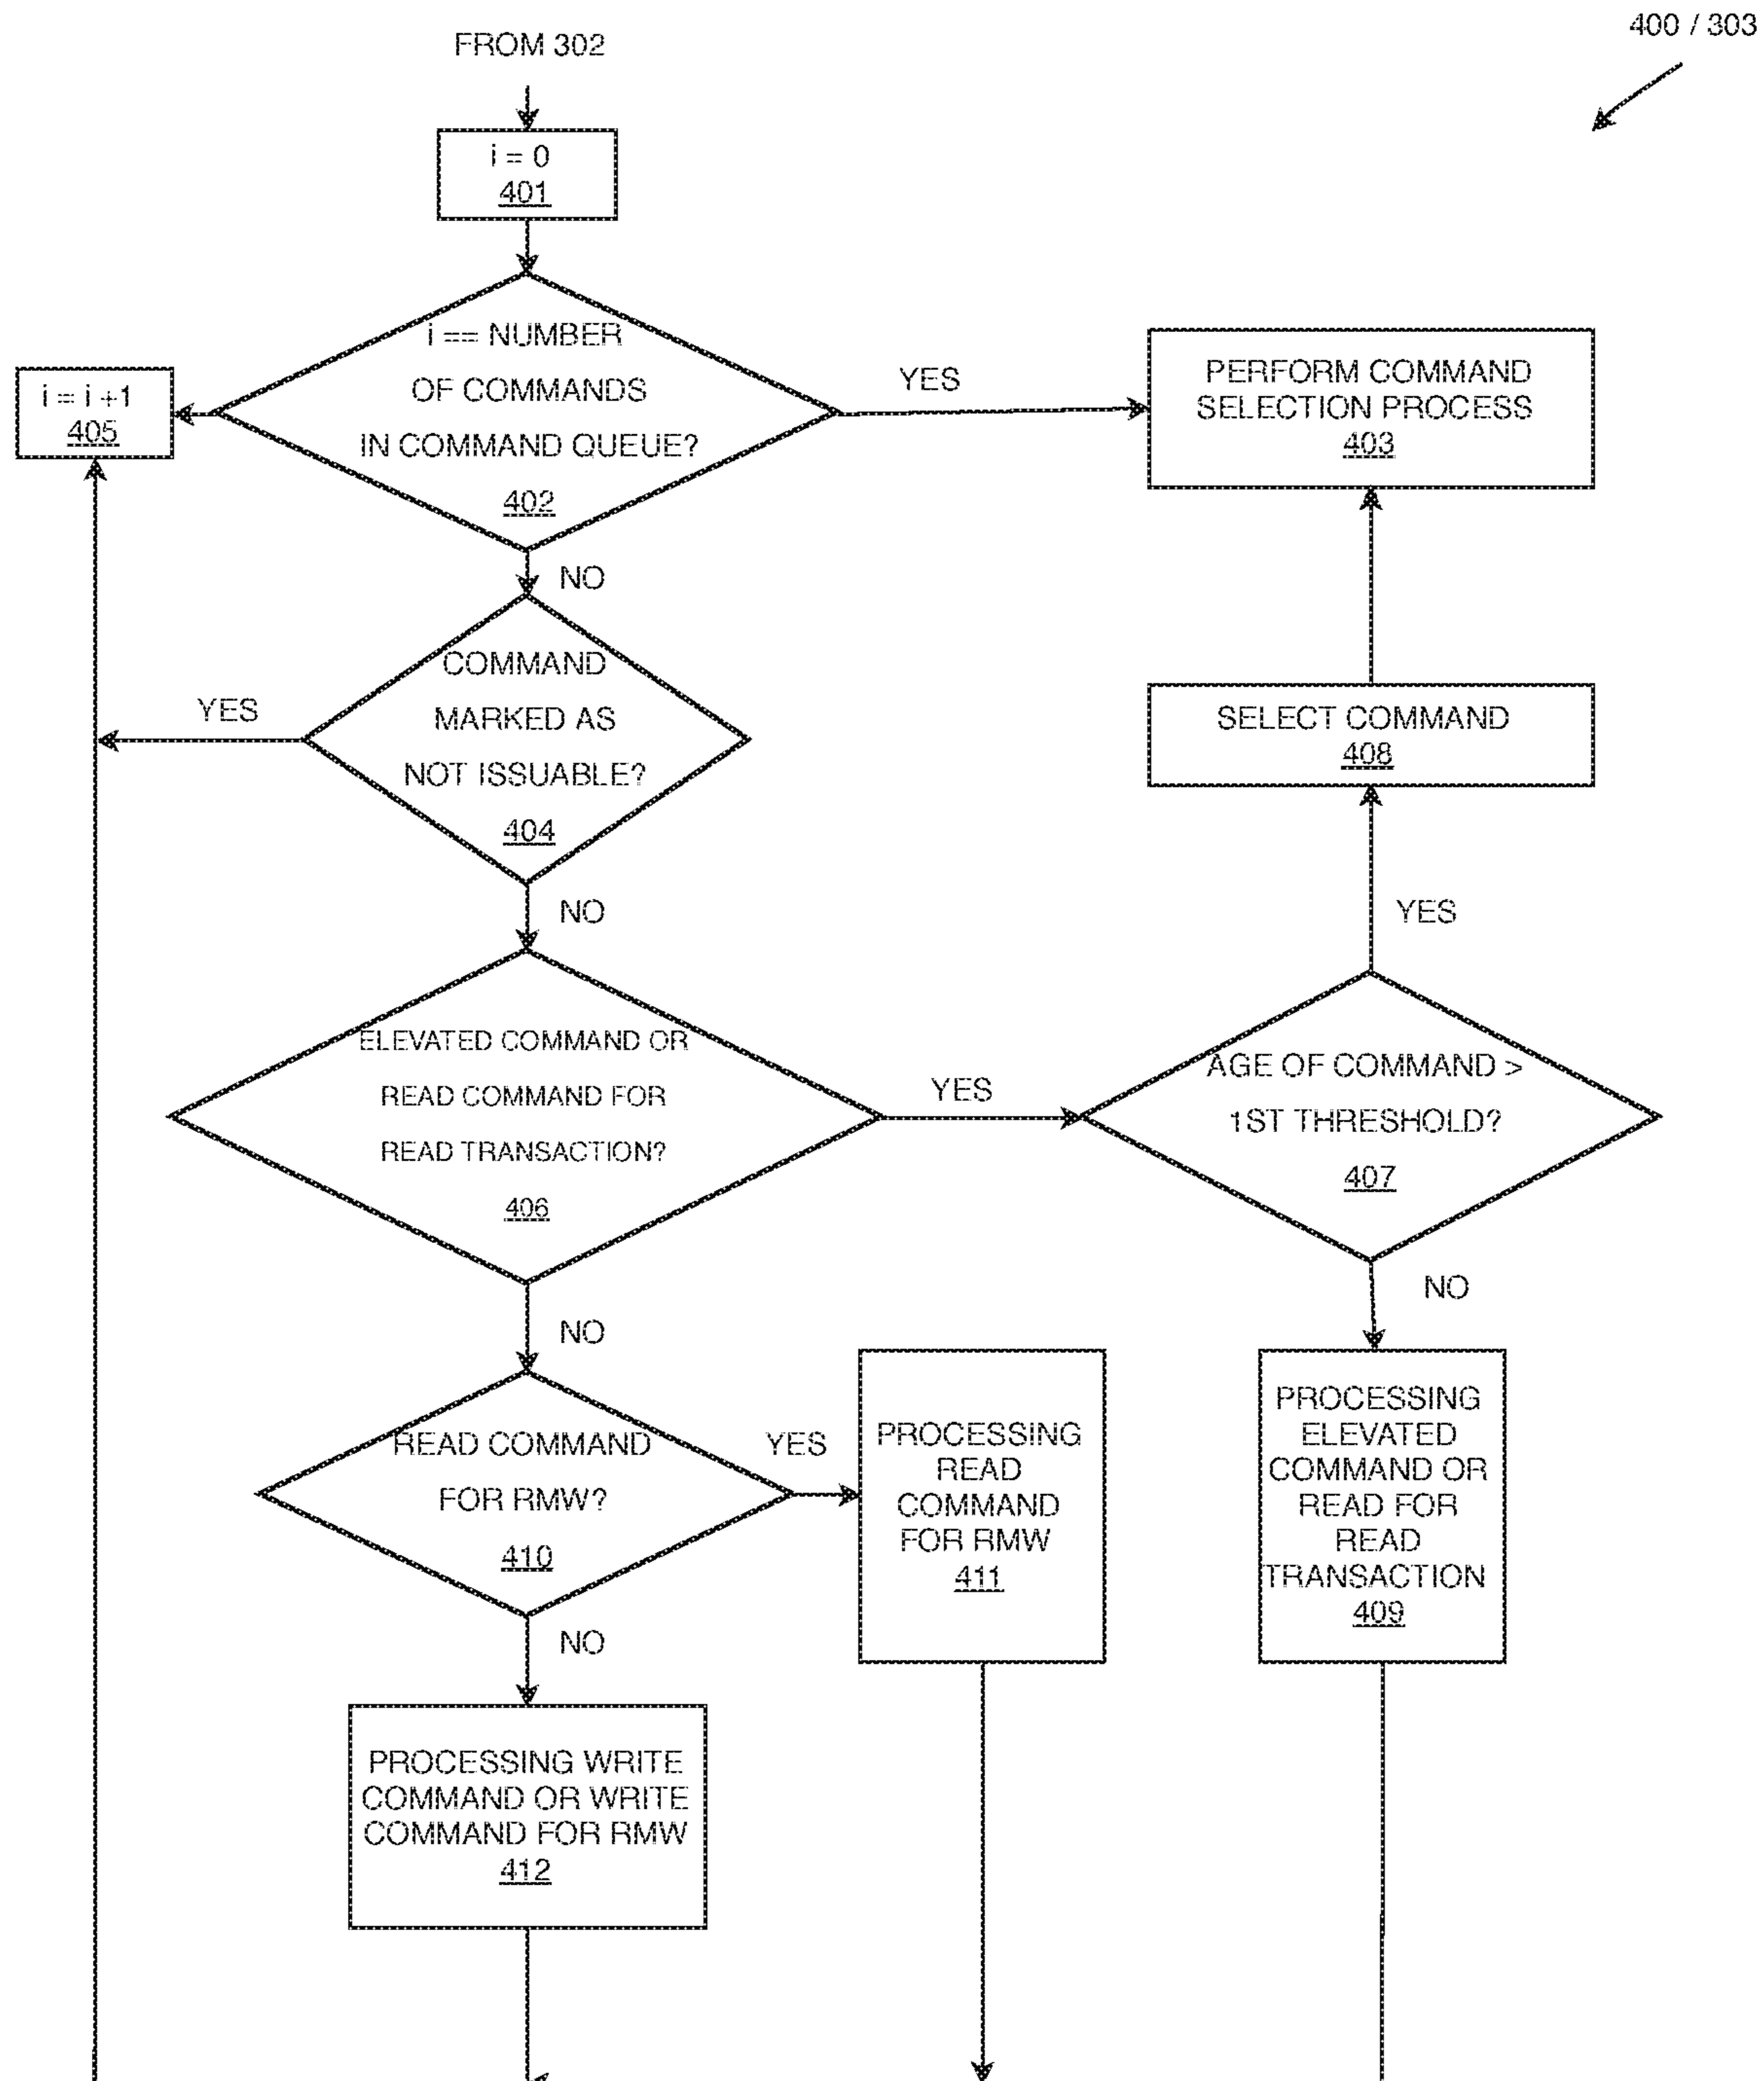 400 / 303
FROM 302
i = 0
401
i == NUMBER
OF COMMANDS
IN COMMAND QUEUE?
402
YES
PERFORM COMMAND
SELECTION PROCESS
403
i = i +1
405
NO
COMMAND
MARKED AS
NOT ISSUABLE?
404
YES
SELECT COMMAND
408
NO
YES
ELEVATED COMMAND OR
READ COMMAND FOR
READ TRANSACTION?
406
YES
AGE OF COMMAND >
1ST THRESHOLD?
407
NO
NO
READ COMMAND
FOR RMW?
410
YES
PROCESSING
READ
COMMAND
FOR RMW
411
PROCESSING
ELEVATED
COMMAND OR
READ FOR
READ
TRANSACTION
409
NO
PROCESSING WRITE
COMMAND OR WRITE
COMMAND FOR RMW
412